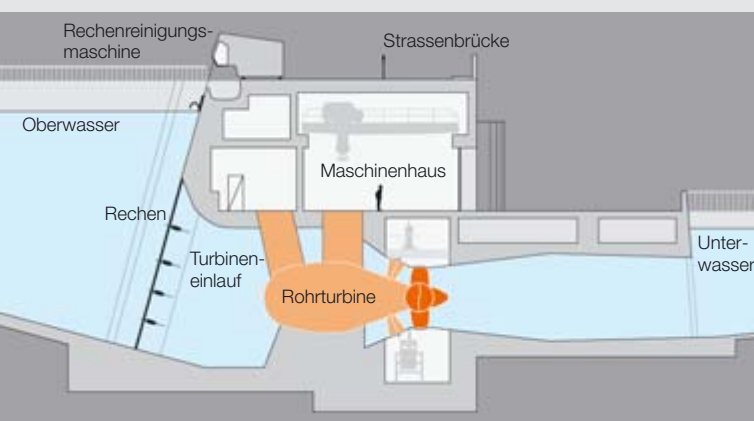 Rechenreinigungs-
maschine
Strassenbrücke
Oberwasser
Maschinenhaus
Rechen
Turbinen-
einlauf
Rohrturbine
Unter-
wasser